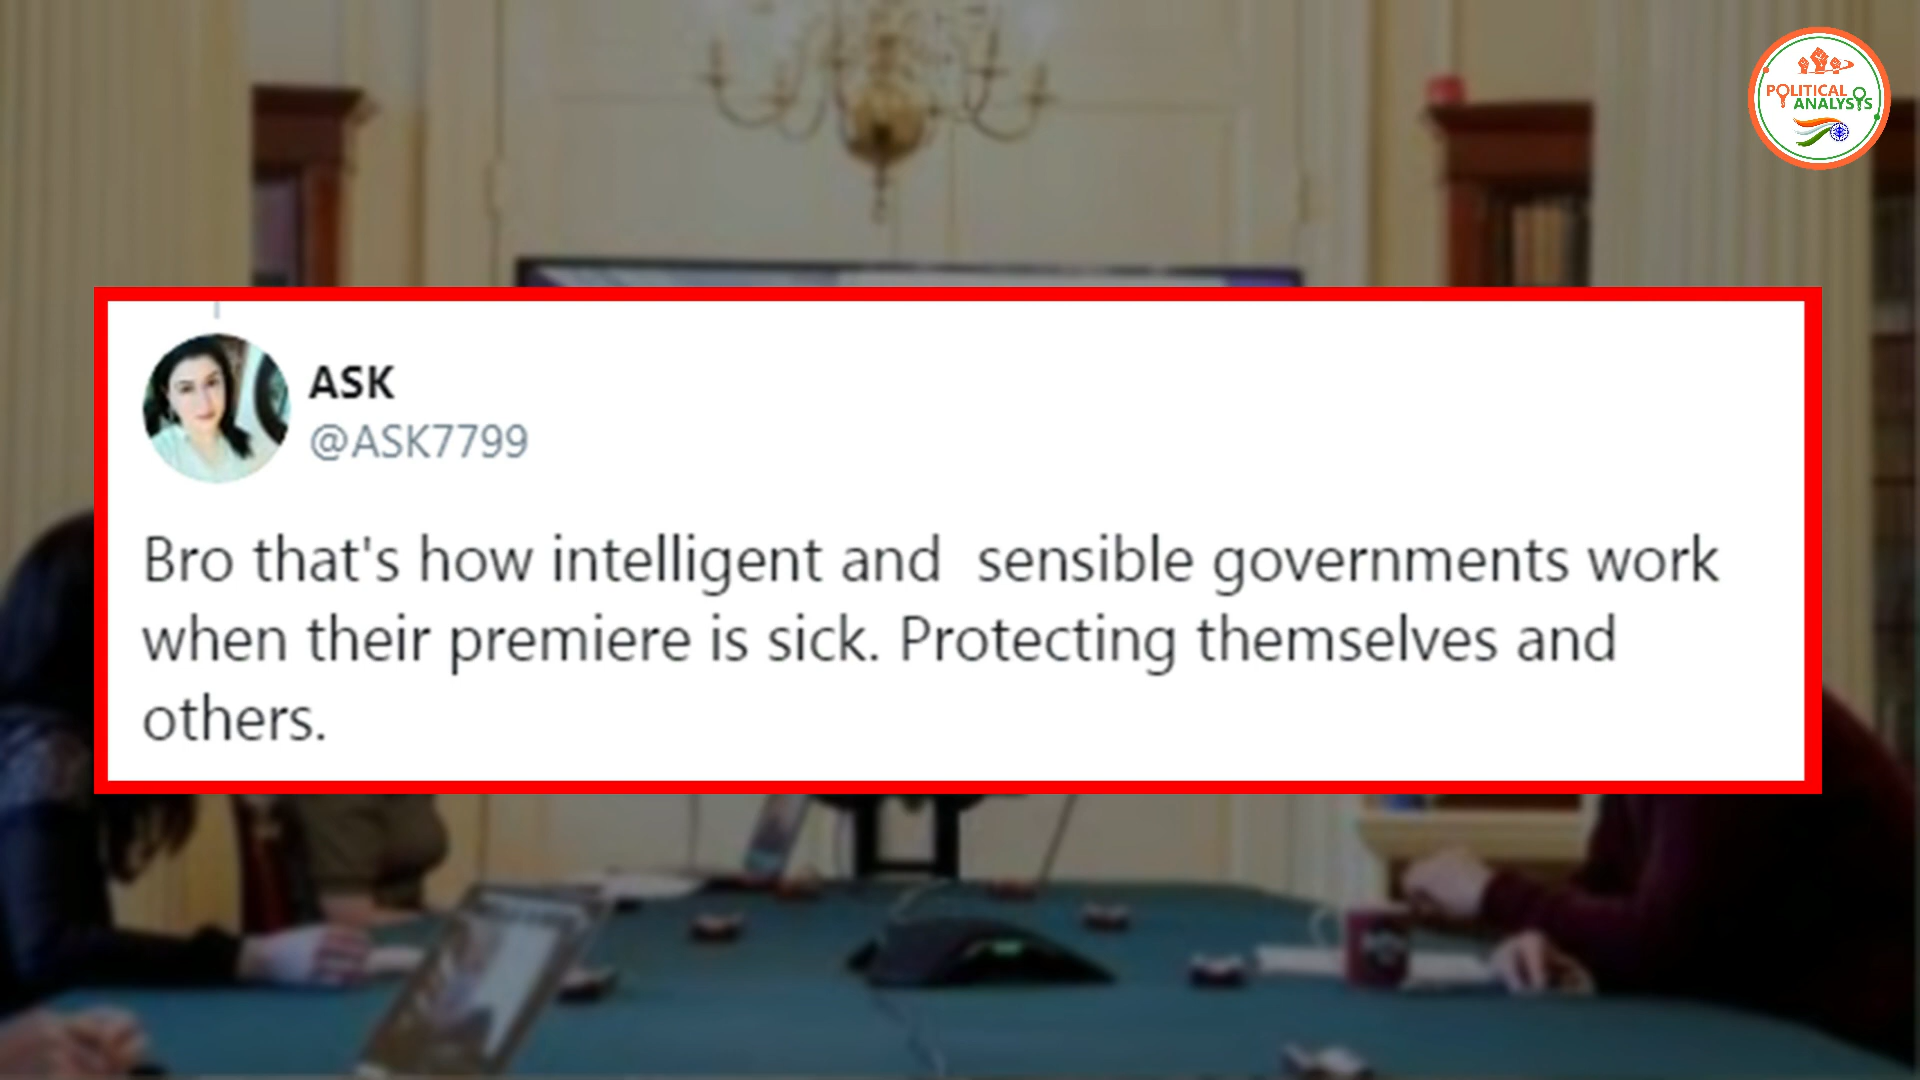 POLITICAL
ANALYSIS
ASK
@ASK7799
Bro that's how intelligent and  sensible governments work
when their premiere is sick. Protecting themselves and
others.